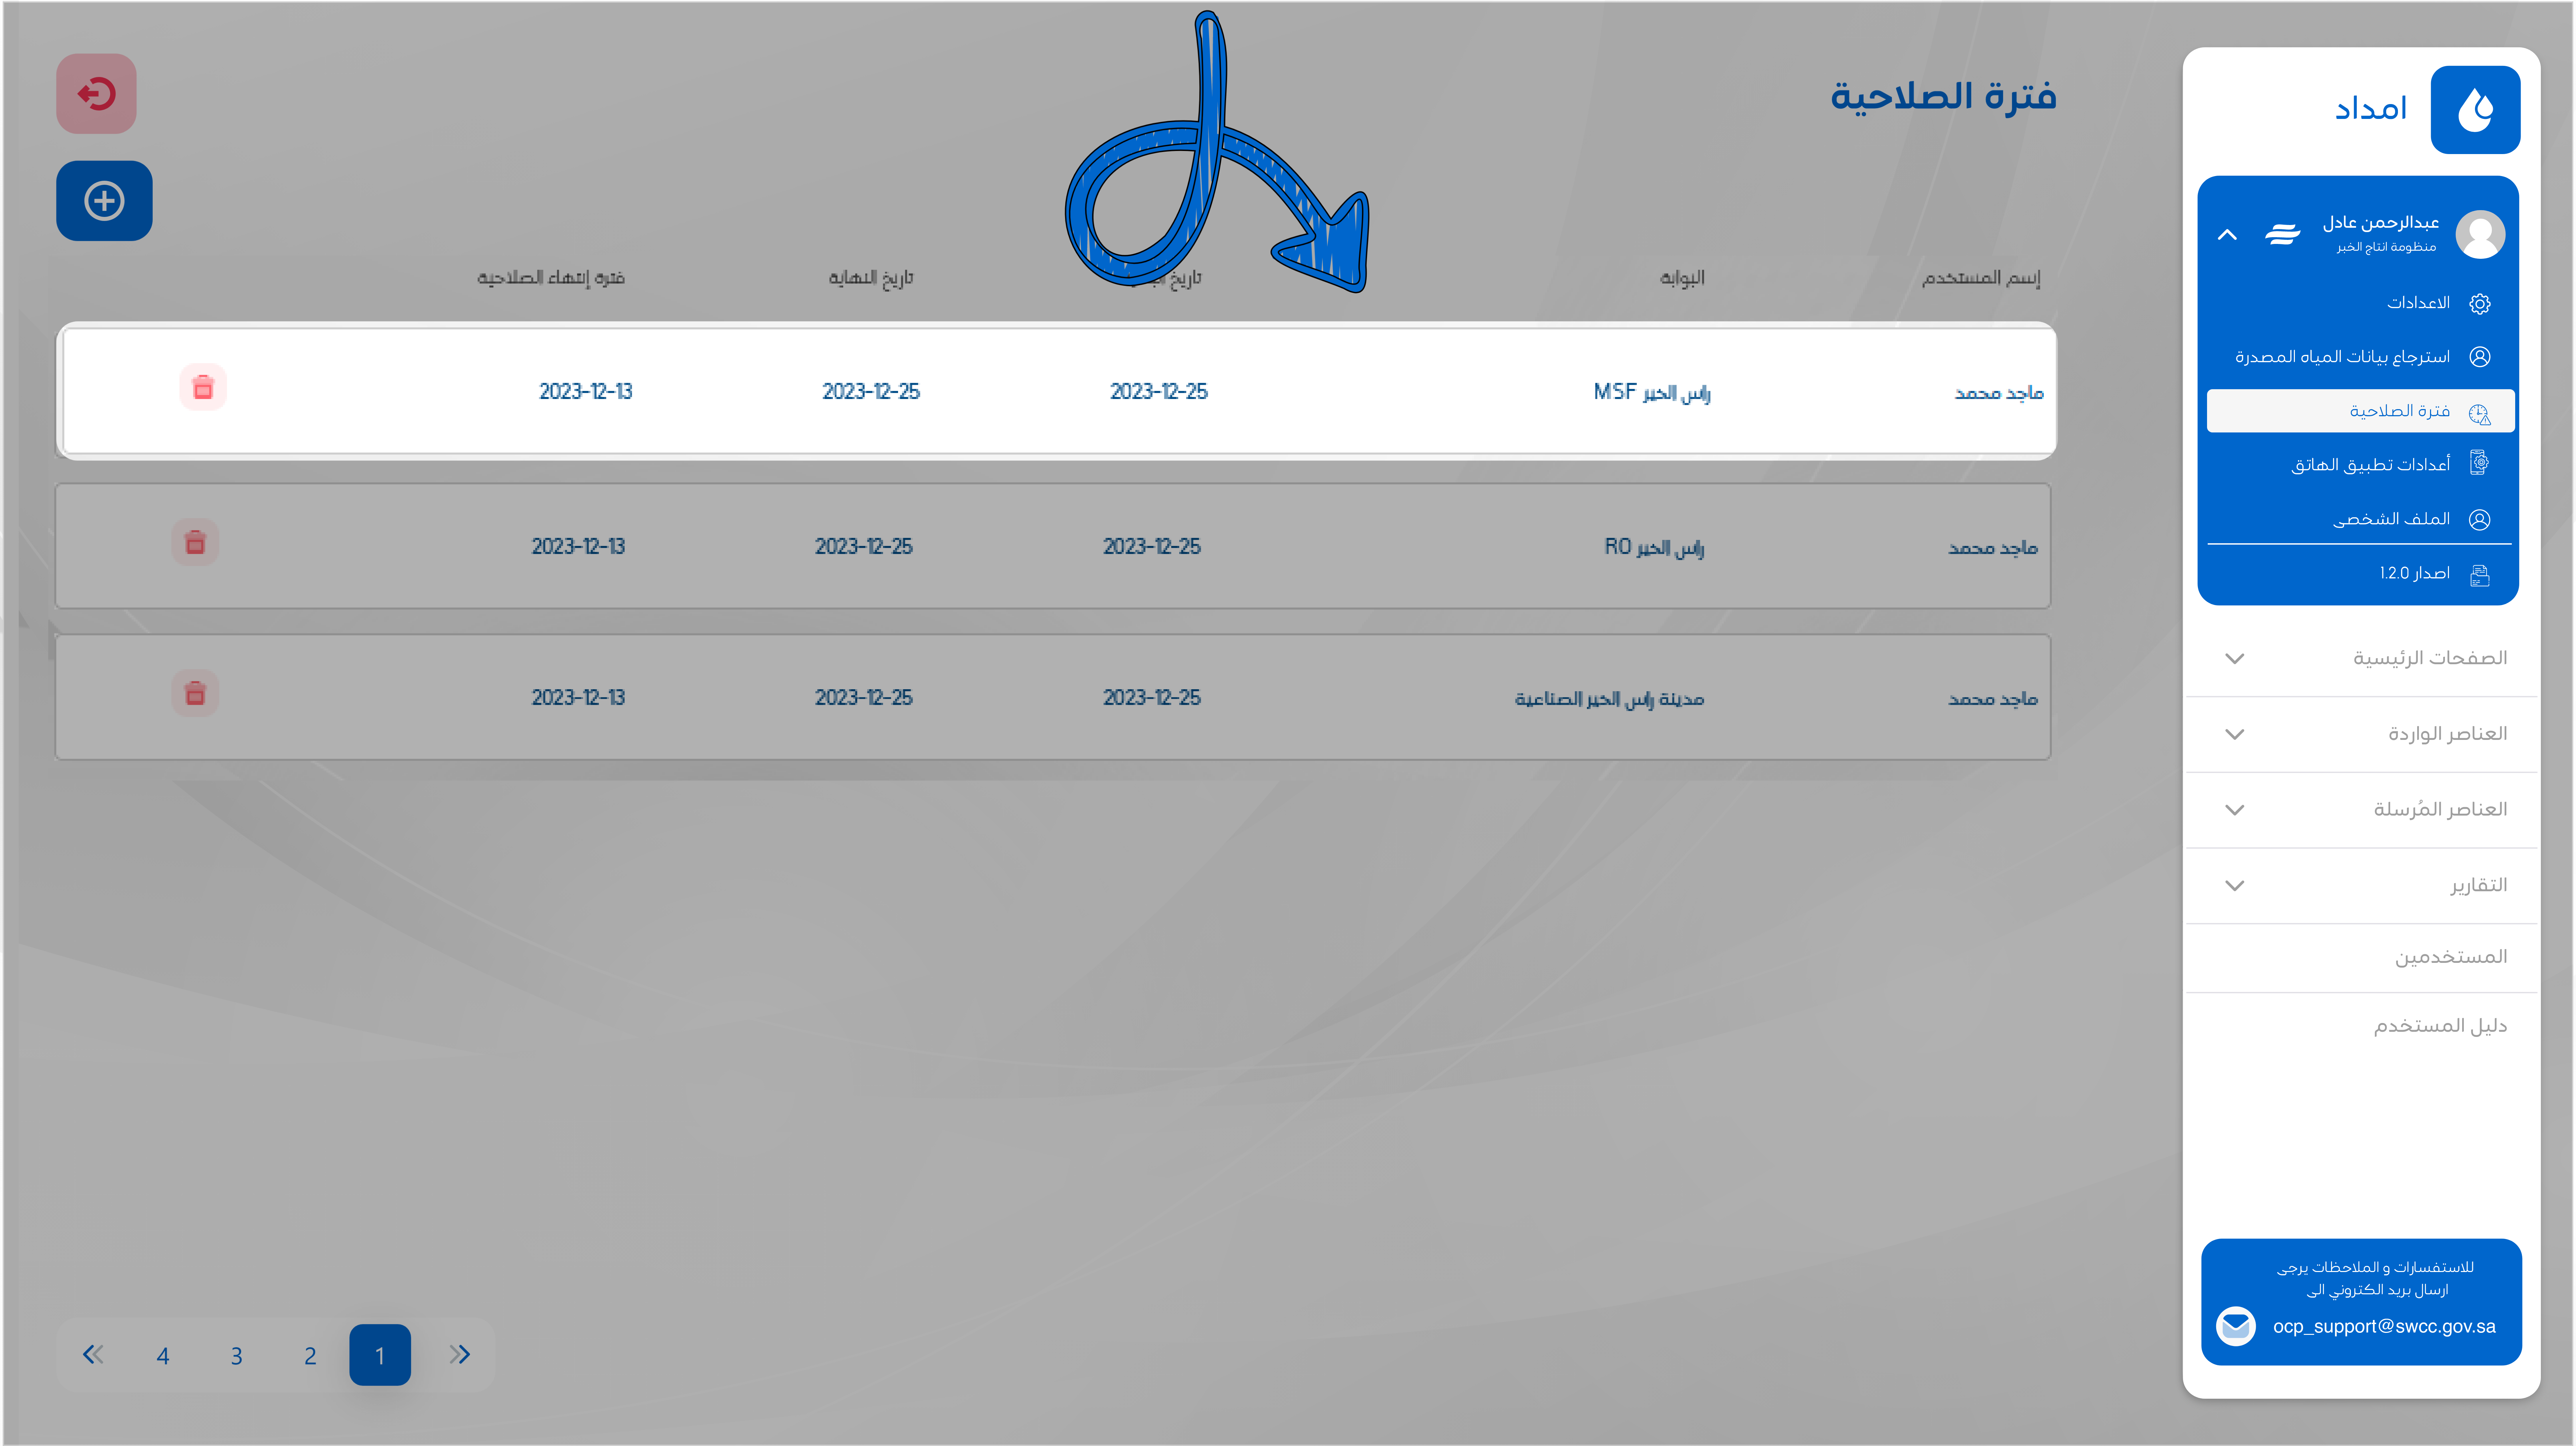 امداد
عبدالرحمن عادل
منظومة انتاج الخبر
الاعدادات
استرجاع بيانات المياه المصدرة
فترة الصلاحية
أعدادات تطبيق الهاتق
الملف الشخصى
اصدار 1.2.0
الصفحات الرئيسية
العناصر الواردة
العناصر المُرسلة
التقارير
المستخدمين
دليل المستخدم
للاستفسارات و الملاحظات يرجى
ارسال بريد الكتروني الى
ocp_support@swcc.gov.sa
فترة الصلاحية
إسم المستخدم البوابة تاريخ تاريخ النهاية فترة إنتهاء الصلاحية
ماجد محمد راس الخير MSF 2023-12-25 2023-12-25 2023-12-13
ماجد محمد راس الخير RO 2023-12-25 2023-12-25 2023-12-13
ماجد محمد مدينة راس الخير الصناعية 2023-12-25 2023-12-25 2023-12-13
1 2 3 4